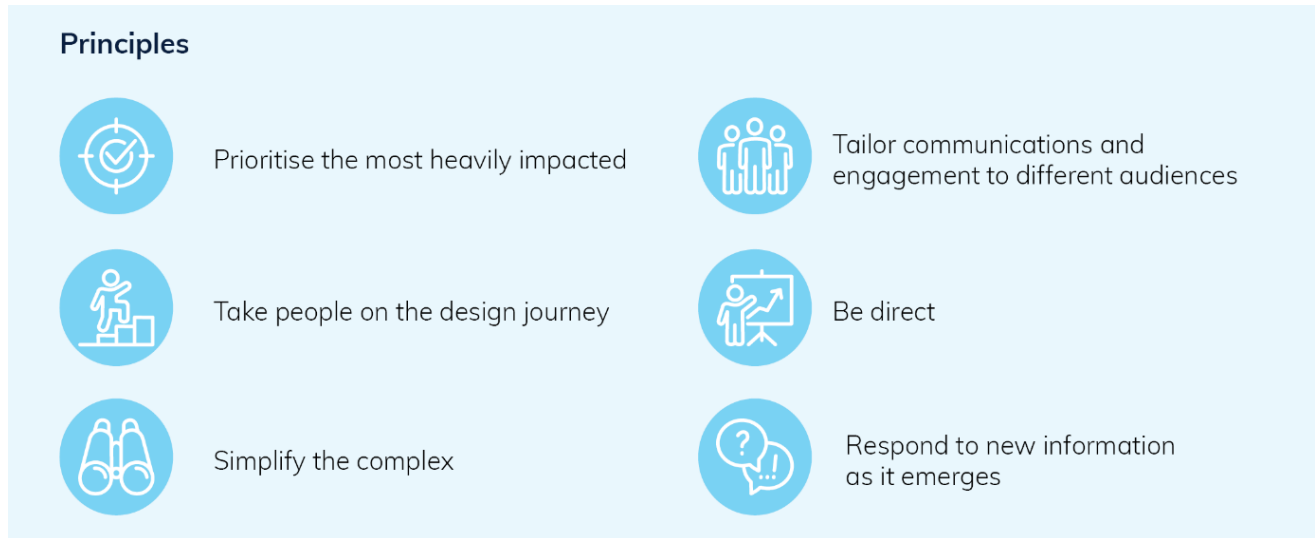 Principles
Prioritise the most heavily impacted
Tailor communications and
engagement to different audiences
Take people on the design journey
Be direct
Simplify the complex
Respond to new information
as it emerges
?
...!